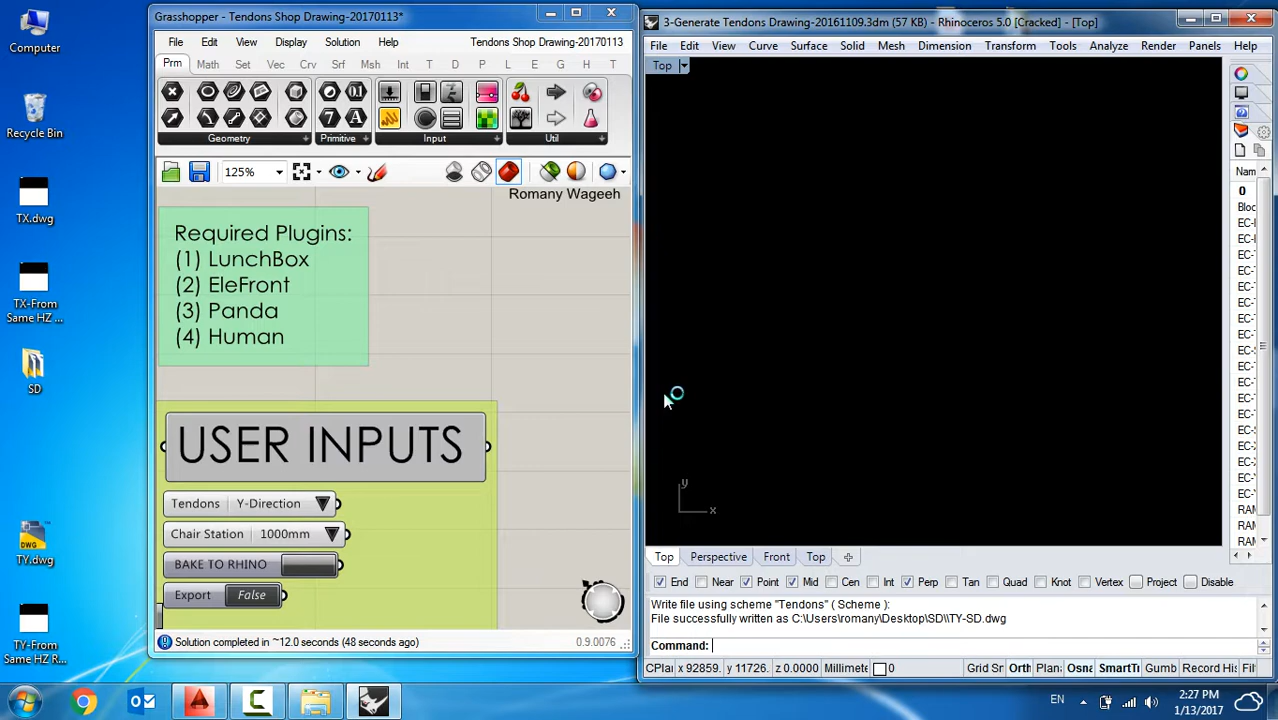 Computer
Recycle Bin
TX.dwg
TX-From
Same HZ ...
SD
TY.dwg
TY-From
Same HZ R...
Grasshopper - Tendons Shop Drawing-20170113*
File Edit View Display Solution Help Tendons Shop Drawing-20170113
Prm Math Set Vec Crv Srf Msh Int T D P L E G H T
Geometry Primitive Input Util
125%
Romany Wageeh
Required Plugins:
(1) LunchBox
(2) EleFront
(3) Panda
(4) Human
USER INPUTS
Tendons Y-Direction
Chair Station 1000mm
BAKE TO RHINO
Export False
Solution completed in ~12.0 seconds (48 seconds ago) 0.9.0076
3-Generate Tendons Drawing-20161109.3dm (57 KB) - Rhinoceros 5.0 [Cracked] - [Top]
File Edit View Curve Surface Solid Mesh Dimension Transform Tools Analyze Render Panels Help
Top
Nam
0
Bloc
RAM
RAM
y
x
Top Perspective Front Top
End Near Point Mid Cen Int Perp Tan Quad Knot Vertex Project Disable
Write file using scheme "Tendons" ( Scheme ):
File successfully written as C:\Users\romany\Desktop\SD\\TY-SD.dwg
Command:
CPlai x 92859. y 11726. z 0.0000 Millimete 0 Grid Sn Orth Plan Osna SmartTr Gumb Record His Filt
EN
2:27 PM
1/13/2017